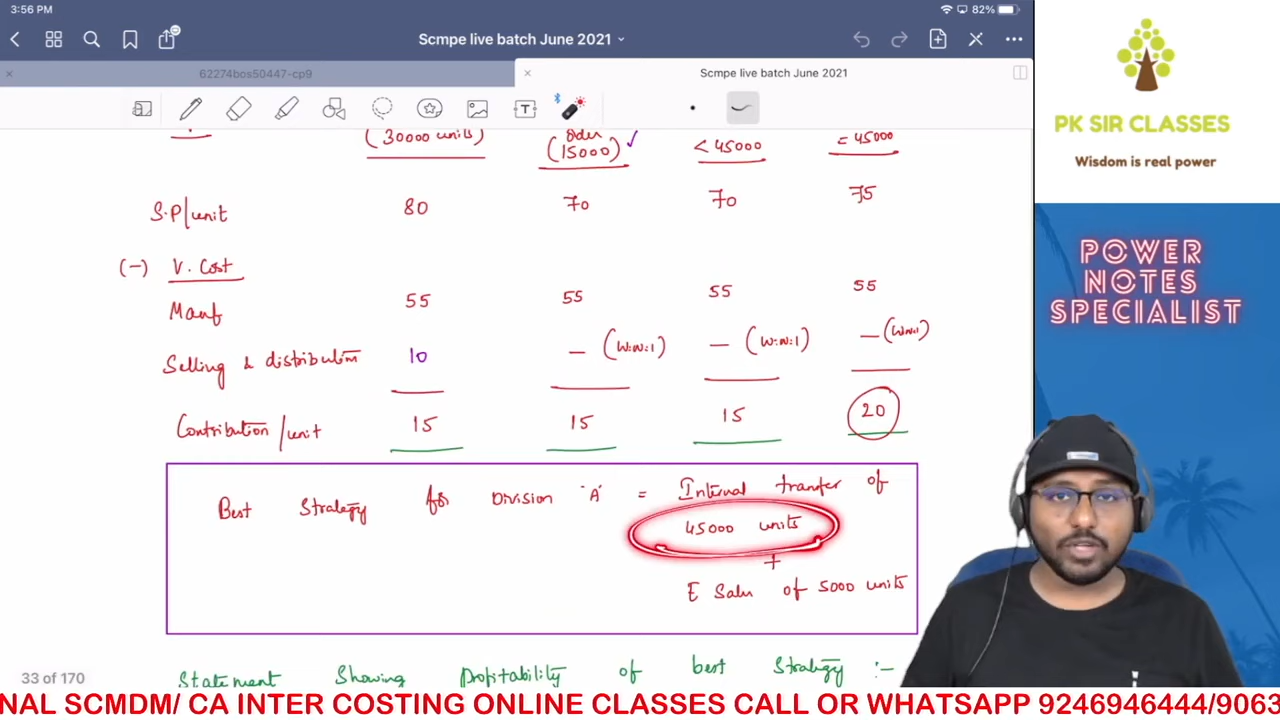 3:56 PM
82%
Scmpe live batch June 2021
62274bos50447-cp9
Scmpe live batch June 2021
T
(30000 units)
Order
(15000) ✓
< 45000
= 45000
S.P/unit 80 70 70 75
(-) V. Cost
Manf 55 55 55 55
Selling & distribution 10 — (W.N.1) — (W.N.1) — (W.N.1)
Contribution /unit 15 15 15 20
Best Strategy for Division 'A' = Internal transfer of
45000 units
+
E Sales of 5000 units
Statement Showing Profitability of best Strategy :-
33 of 170
PK SIR CLASSES
Wisdom is real power
POWER
NOTES
SPECIALIST
NAL SCMDM/ CA INTER COSTING ONLINE CLASSES CALL OR WHATSAPP 9246946444/9063